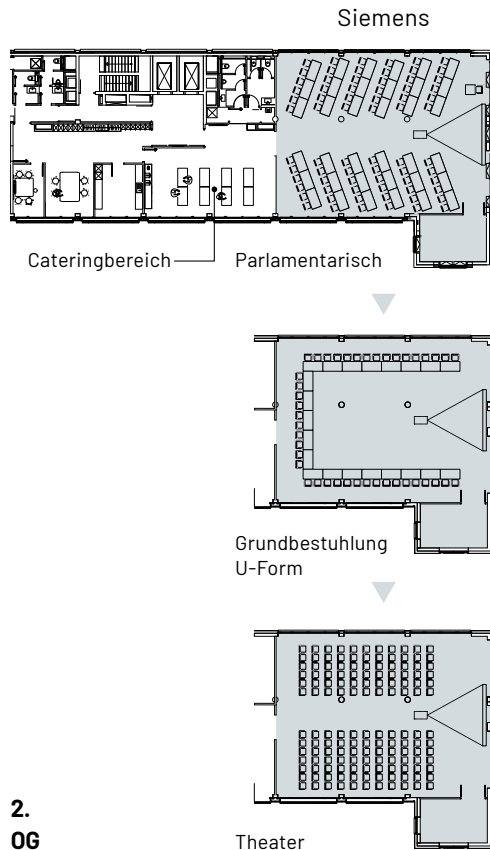 Siemens
Cateringbereich
Parlamentarisch
Grundbestuhlung
U-Form
2.
OG
Theater